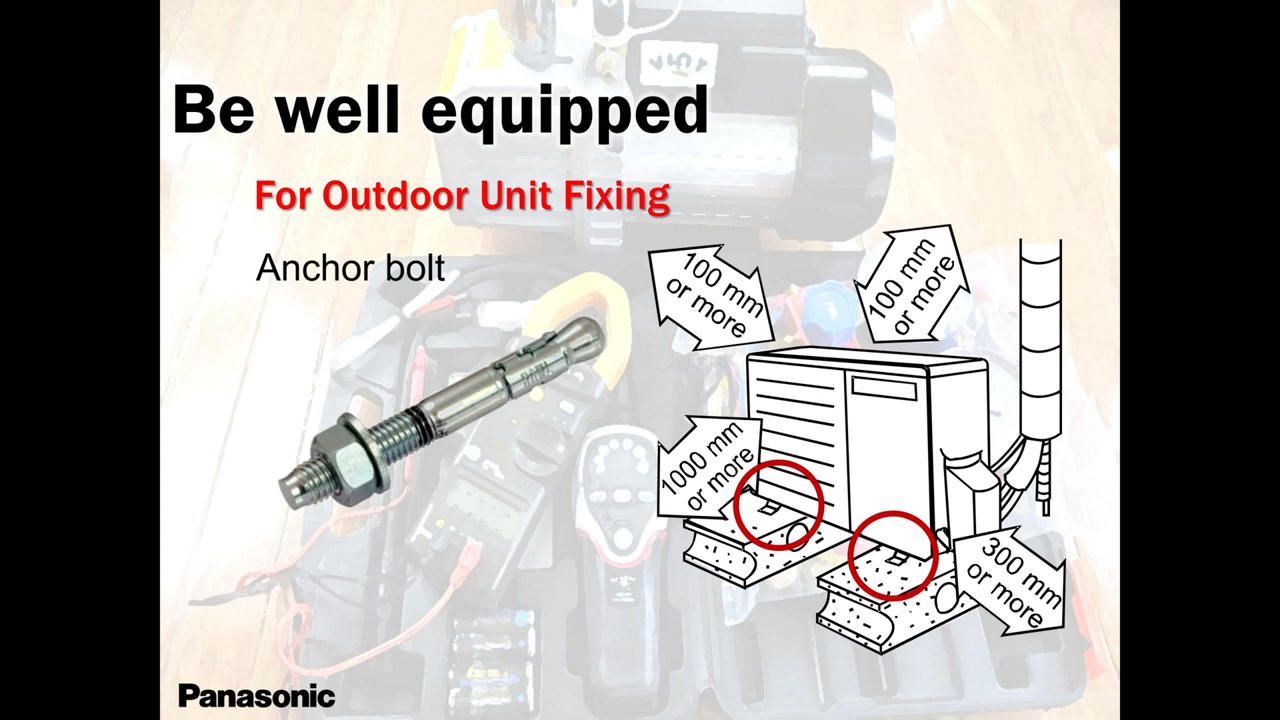 Be well equipped
For Outdoor Unit Fixing
Anchor bolt
100 mm
or more
100 mm
or more
1000 mm
or more
300 mm
or more
Panasonic